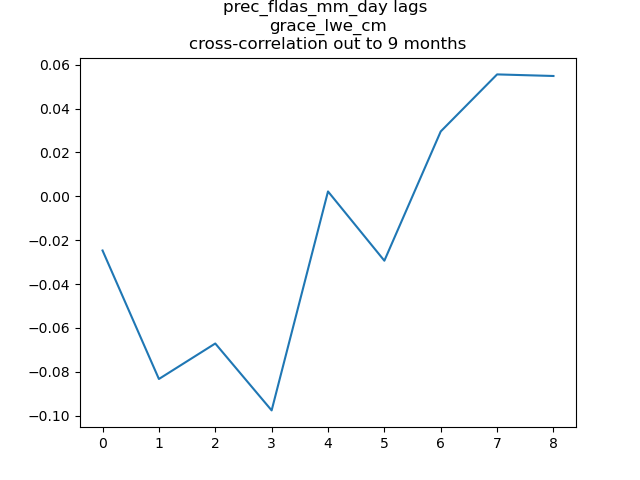 prec_fldas_mm_day lags
grace_lwe_cm
cross-correlation out to 9 months
0.06
0.04
0.02
0.00
−0.02
−0.04
−0.06
−0.08
−0.10
0 1 2 3 4 5 6 7 8